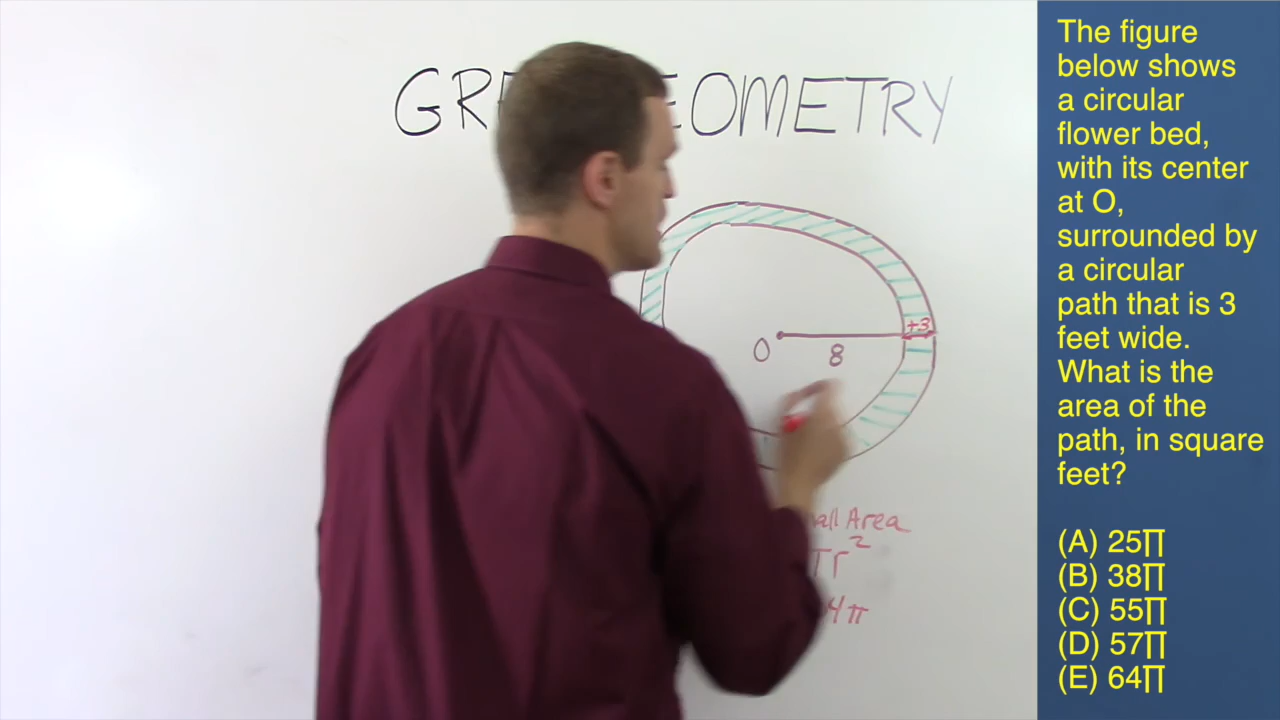 GR EOMETRY
+3
O
8
all Area
πr²
4π
The figure
below shows
a circular
flower bed,
with its center
at O,
surrounded by
a circular
path that is 3
feet wide.
What is the
area of the
path, in square
feet?
(A) 25∏
(B) 38∏
(C) 55∏
(D) 57∏
(E) 64∏